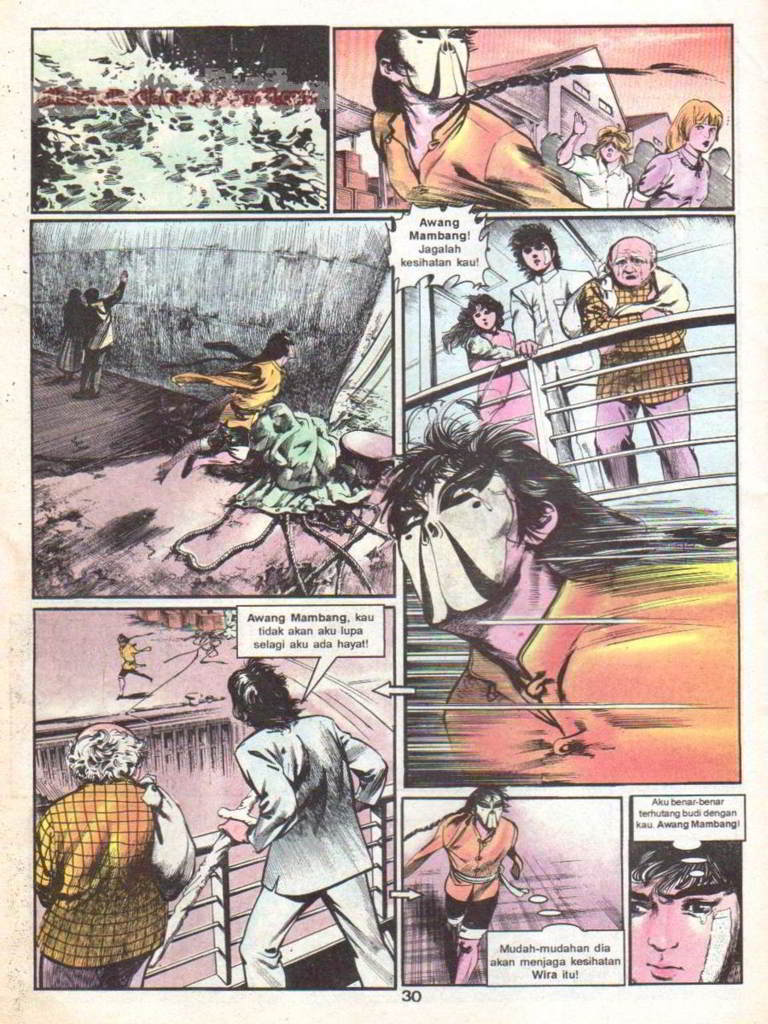 Awang
Mambang!
Jagalah
kesihatan kau!
Awang Mambang, kau
tidak akan aku lupa
selagi aku ada hayat!
Mudah-mudahan dia
akan menjaga kesihatan
Wira itu!
Aku benar-benar
terhutang budi dengan
kau. Awang Mambang!
30